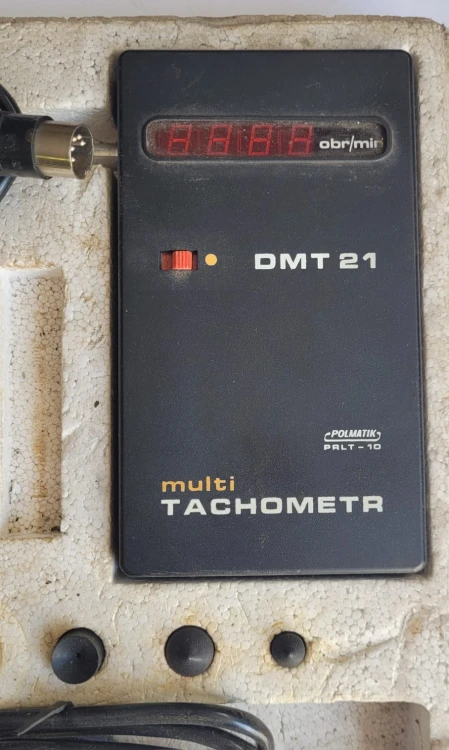 obr/min
DMT 21
POLMATIK
PRLT-10
multi
TACHOMETR